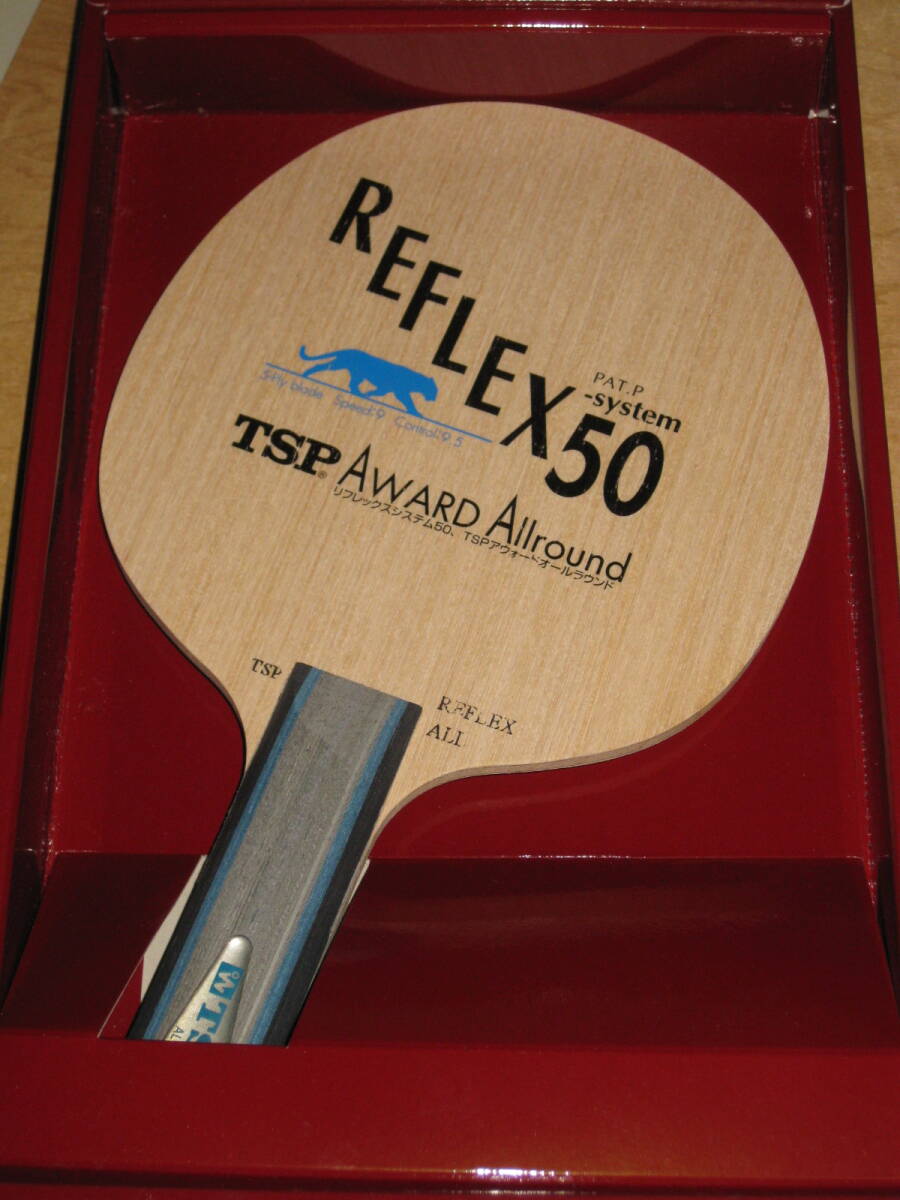 REFLEX50
PAT.P
-system
5-Ply blade Speed:9 Control:9.5
TSP® AWARD Allround
リフレックスシステム50、TSPアウォードオールラウンド
TSP
REFLEX
ALL